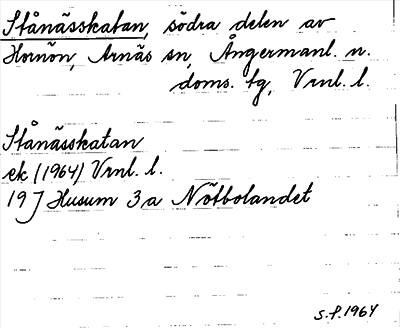 Stånässkatan, södra delen av
Hornön, Arnäs sn, Ångermanl. n.
doms. tg, Vrnl. l.
Stånässkatan
ek (1964) Vrnl. l.
19 J Husum 3 a Nötbolandet
S.P. 1964